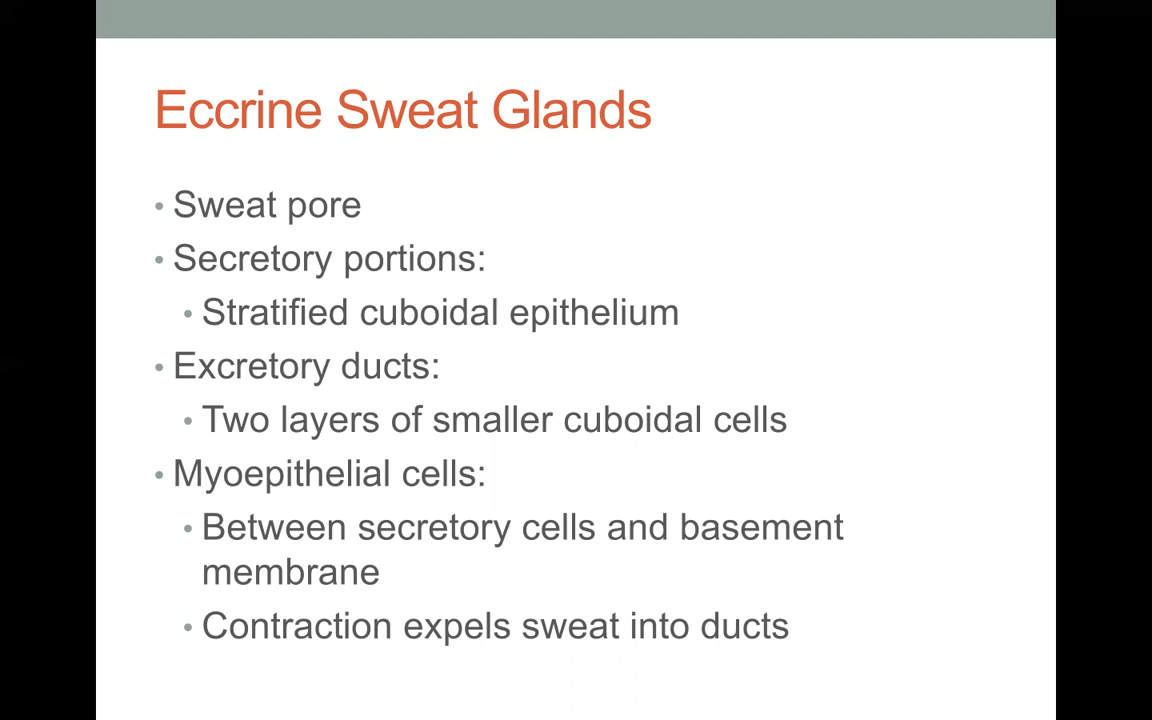 Eccrine Sweat Glands
• Sweat pore
• Secretory portions:
• Stratified cuboidal epithelium
• Excretory ducts:
• Two layers of smaller cuboidal cells
• Myoepithelial cells:
• Between secretory cells and basement
membrane
• Contraction expels sweat into ducts